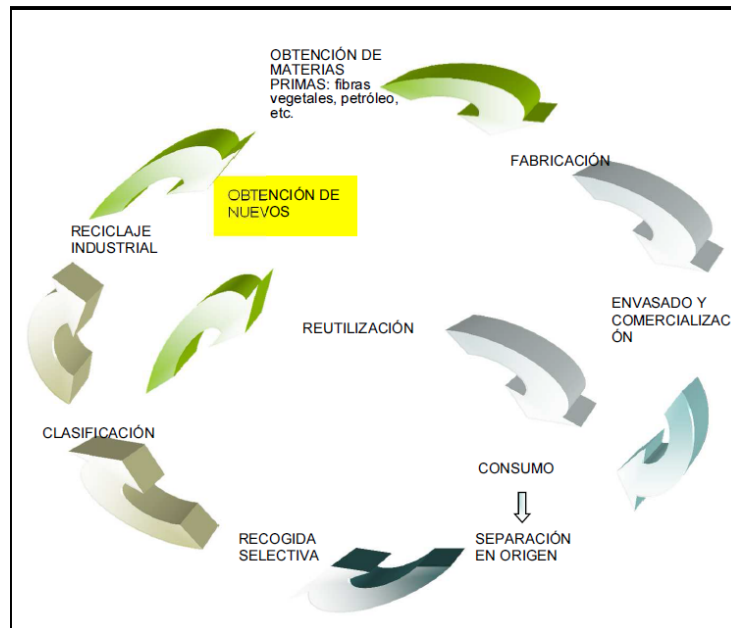 OBTENCIÓN DE
MATERIAS
PRIMAS: fibras
vegetales, petróleo,
etc.
FABRICACIÓN
OBTENCIÓN DE
NUEVOS
RECICLAJE
INDUSTRIAL
ENVASADO Y
COMERCIALIZAC
ÓN
REUTILIZACIÓN
CLASIFICACIÓN
CONSUMO
RECOGIDA
SELECTIVA
SEPARACIÓN
EN ORIGEN